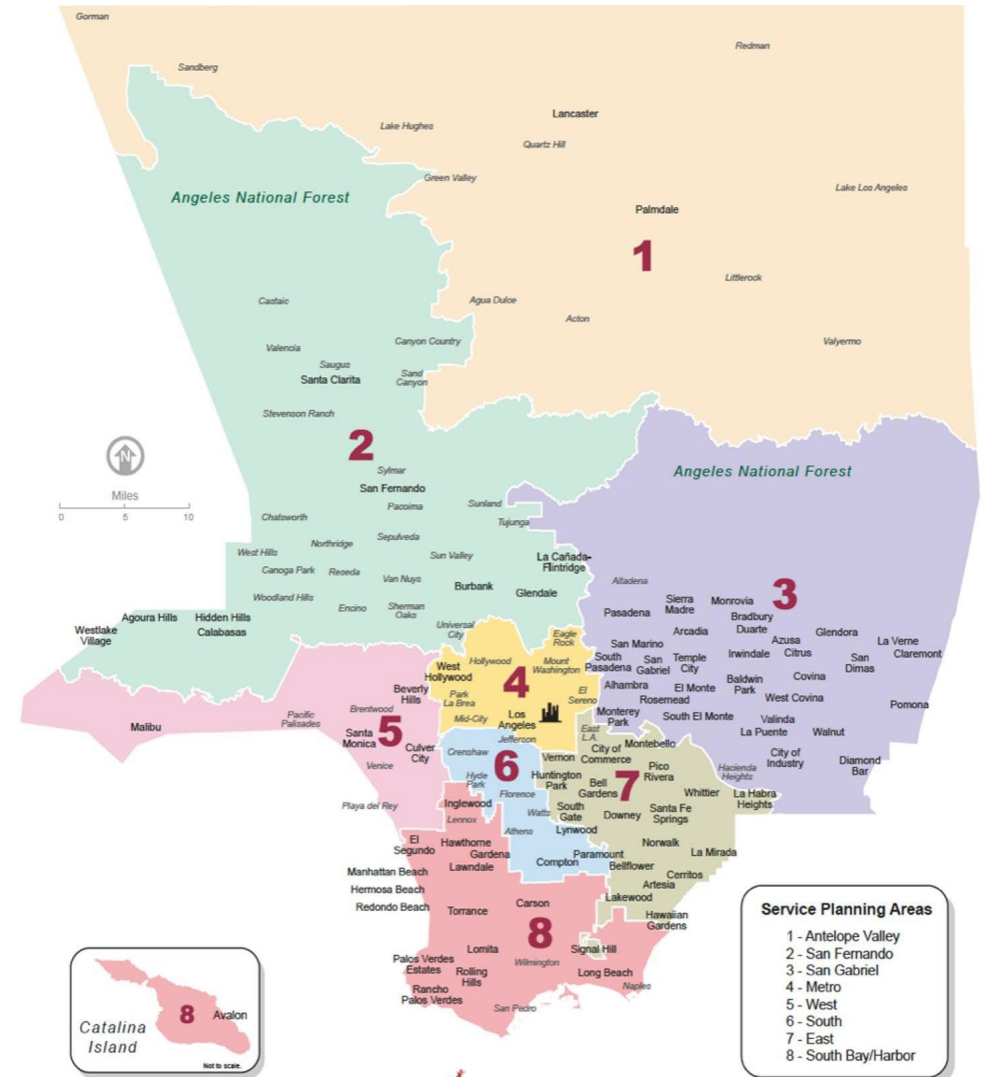 Gorman
Redman
Sandberg
Lancaster
Lake Hughes
Quartz Hill
Green Valley
Lake Los Angeles
Angeles National Forest
Palmdale
1
Littlerock
Castaic
Agua Dulce
Acton
Canyon Country
Valyermo
Valencia
Saugus
Santa Clarita
Sand
Canyon
Stevenson Ranch
2
N
Miles
0 5 10
Sylmar
San Fernando
Pacoima
Angeles National Forest
Sunland
Chatsworth
Tujunga
Northridge
Sepulveda
West Hills
Sun Valley
La Cañada-
Flintridge
Canoga Park
Reseda
Van Nuys
Burbank
Glendale
Woodland Hills
Encino
Sherman
Oaks
Altadena
3
Pasadena
Sierra
Madre
Monrovia
Bradbury
Duarte
Agoura Hills
Hidden Hills
Calabasas
Westlake
Village
Universal
City
Eagle
Rock
Arcadia
Azusa
Glendora
La Verne
Claremont
San Marino
Irwindale
Citrus
San
Dimas
West
Hollywood
Hollywood
Mount
Washington
South
Pasadena
San
Gabriel
Temple
City
Covina
Baldwin
Park
4
Alhambra
Rosemead
El Monte
West Covina
Pomona
Beverly
Hills
Park
La Brea
El
Sereno
Monterey
Park
South El Monte
Valinda
La Puente
Walnut
Brentwood
Pacific
Palisades
Malibu
Mid-City
Los
Angeles
Jefferson
East
L.A.
Santa
Monica
5
Culver
City
Venice
Crenshaw
6
Vernon
City of
Commerce
Montebello
City of
Industry
Hacienda
Heights
Diamond
Bar
Hyde
Park
Huntington
Park
Bell
Gardens
7
Pico
Rivera
Whittier
La Habra
Heights
Playa del Rey
Inglewood
Lennox
Florence
Watts
South
Gate
Downey
Santa Fe
Springs
Athens
Lynwood
El
Segundo
Hawthorne
Gardena
Lawndale
Compton
Paramount
Bellflower
Norwalk
La Mirada
Cerritos
Artesia
Manhattan Beach
Hermosa Beach
Redondo Beach
Torrance
Carson
Lakewood
Hawaiian
Gardens
8
Lomita
Signal Hill
Palos Verdes
Estates
Rolling
Hills
Wilmington
Long Beach
Rancho
Palos Verdes
Naples
San Pedro
Catalina
Island
8
Avalon
Not to scale.
Service Planning Areas
1 - Antelope Valley
2 - San Fernando
3 - San Gabriel
4 - Metro
5 - West
6 - South
7 - East
8 - South Bay/Harbor